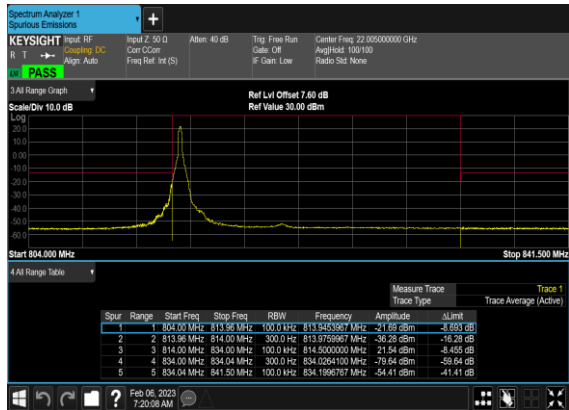 Spectrum Analyzer 1
Spurious Emissions
KEYSIGHT Input: RF Input Z: 50 Ω Atten: 40 dB Trig: Free Run Center Freq: 22.005000000 GHz
R T Coupling: DC Corr CCorr Gate: Off Avg|Hold: 100/100
Align: Auto Freq Ref: Int (S) IF Gain: Low Radio Std: None
PASS
3 All Range Graph
Ref Lvl Offset 7.60 dB
Scale/Div 10.0 dB Ref Value 30.00 dBm
Log
20.0
10.0
0.00
-10.0
-20.0
-30.0
-40.0
-50.0
-60.0
Start 804.000 MHz Stop 841.500 MHz
4 All Range Table
Measure Trace Trace 1
Trace Type Trace Average (Active)
Spur Range Start Freq Stop Freq RBW Frequency Amplitude ΔLimit
1 1 804.00 MHz 813.96 MHz 100.0 kHz 813.9453967 MHz -21.69 dBm -8.693 dB
2 2 813.96 MHz 814.00 MHz 300.0 Hz 813.9759967 MHz -36.28 dBm -16.28 dB
3 3 814.00 MHz 834.00 MHz 100.0 kHz 814.5000000 MHz 21.54 dBm -8.455 dB
4 4 834.00 MHz 834.04 MHz 300.0 Hz 834.0264100 MHz -79.64 dBm -59.64 dB
5 5 834.04 MHz 841.50 MHz 100.0 kHz 834.1996767 MHz -54.41 dBm -41.41 dB
Feb 06, 2023
7:20:08 AM